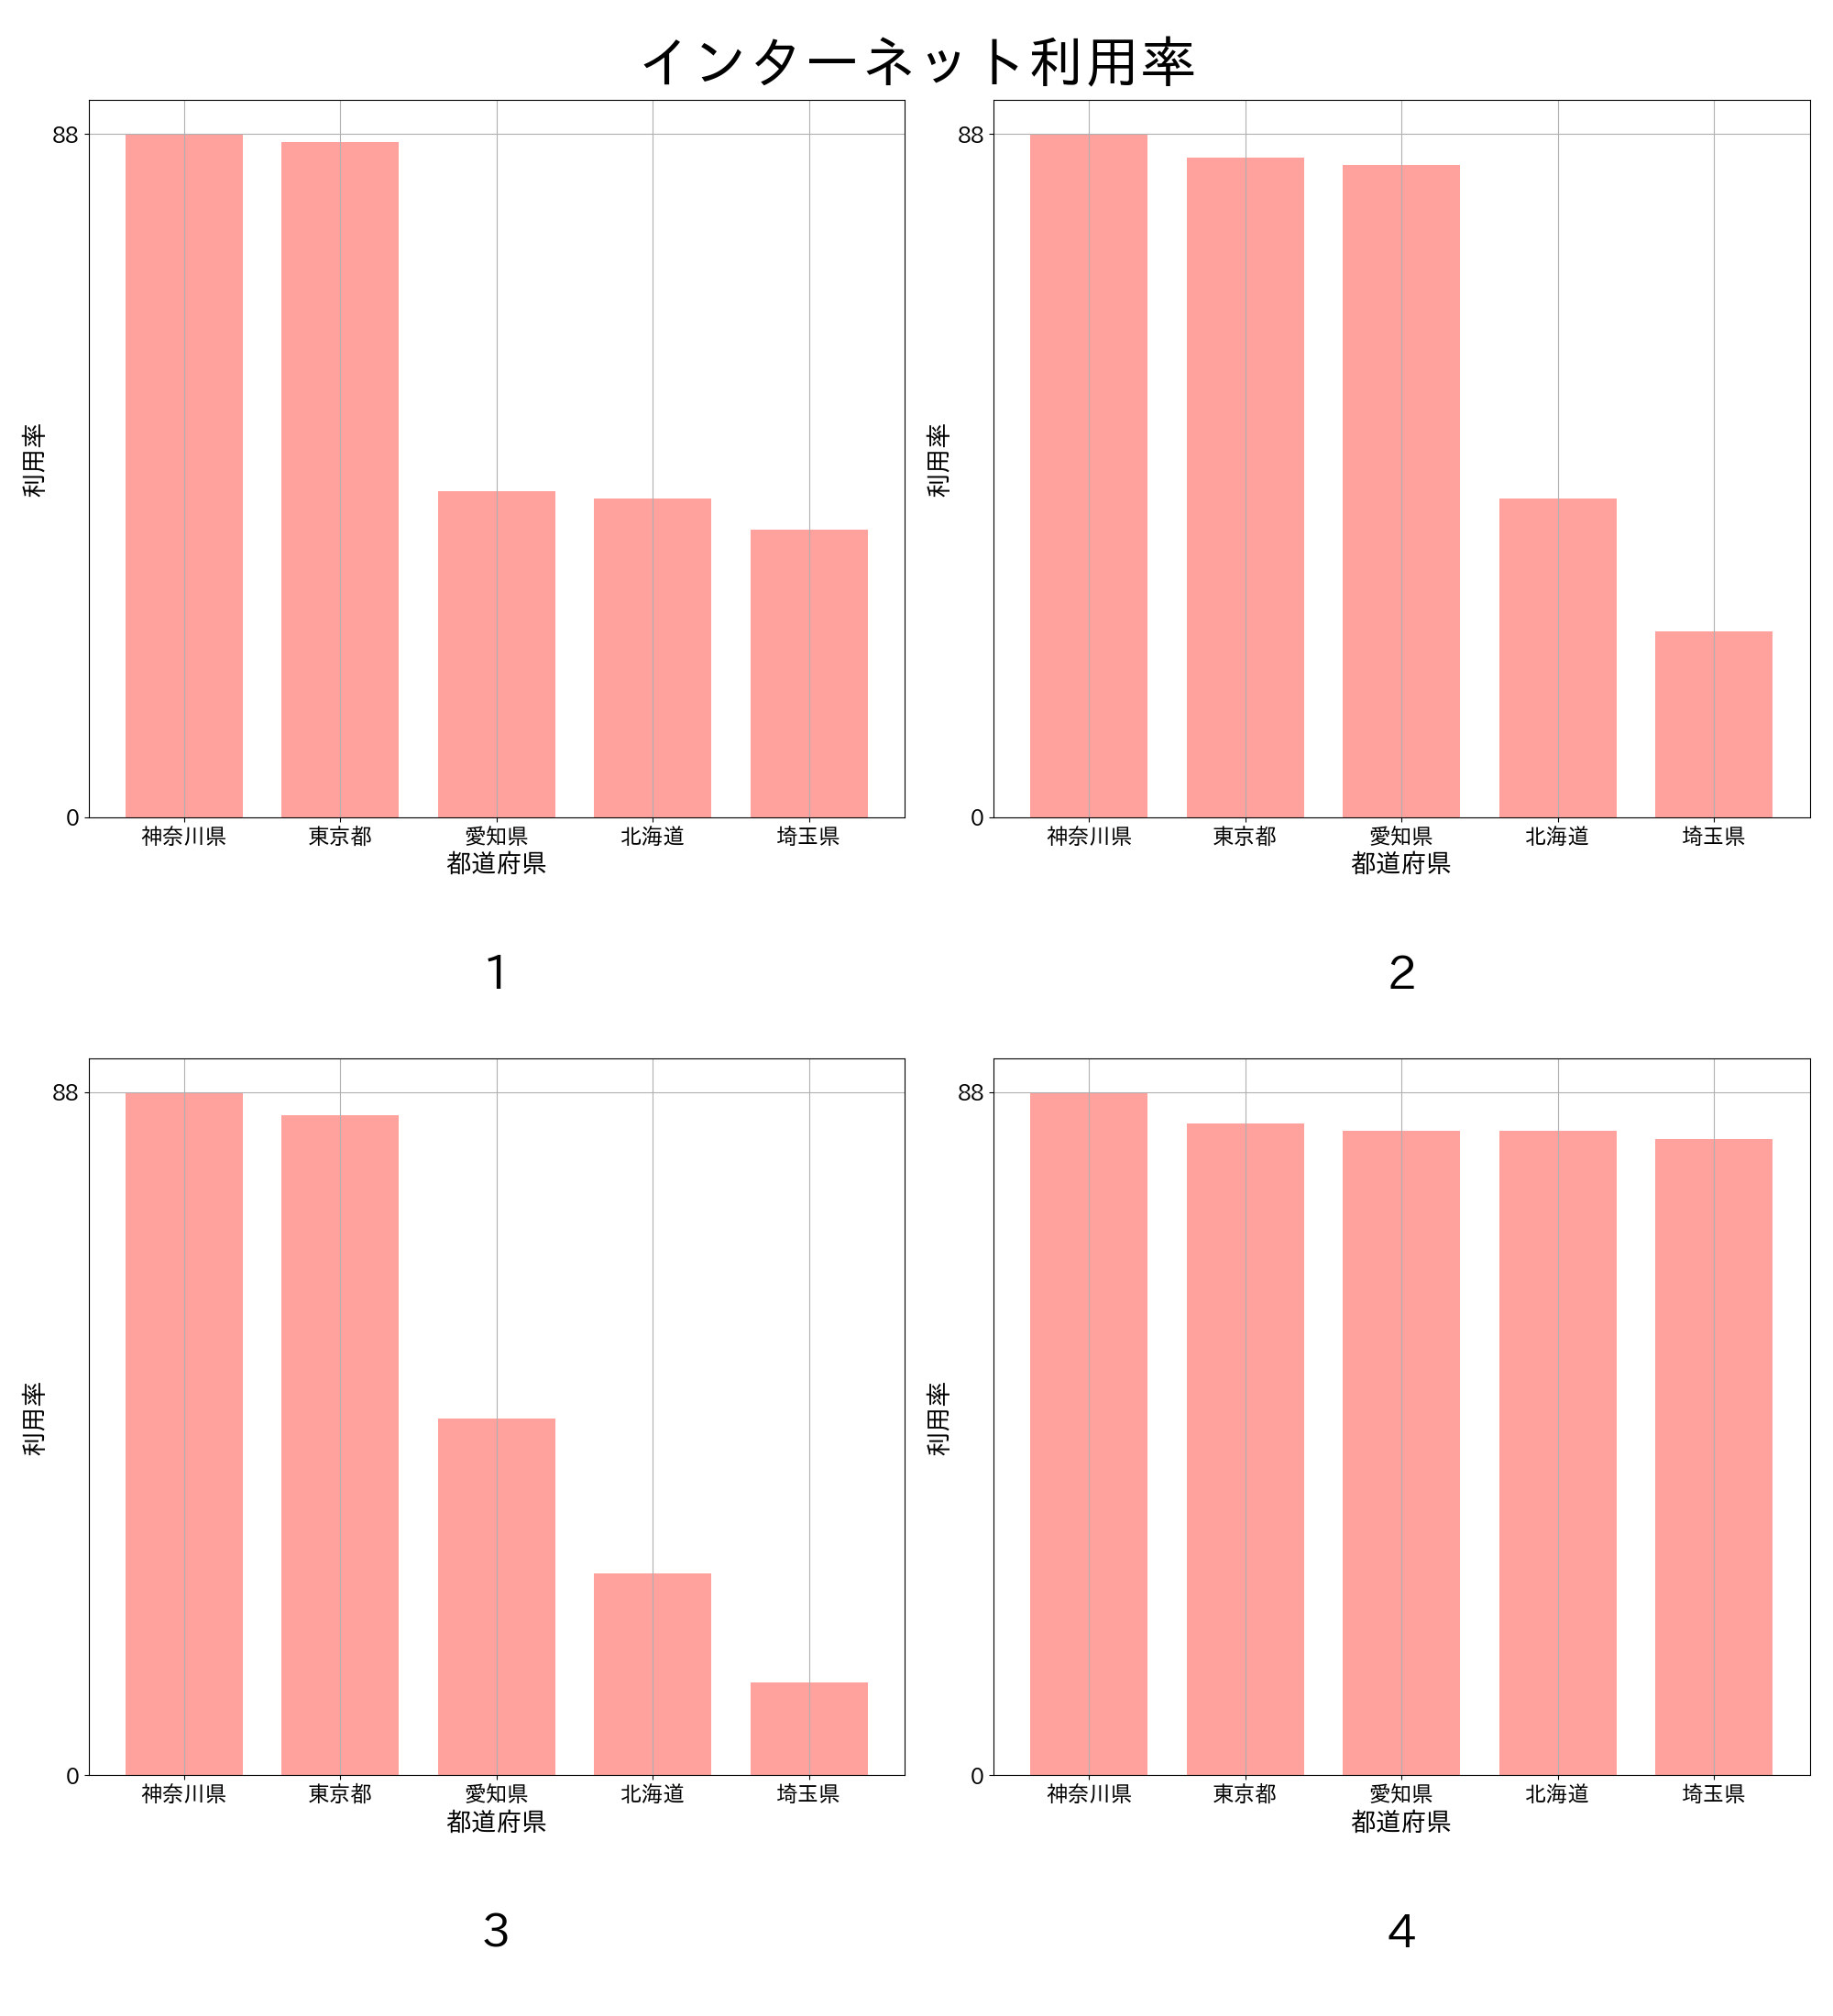 インターネット利用率
88
0
利用率
神奈川県 東京都 愛知県 北海道 埼玉県
都道府県
1
88
0
利用率
神奈川県 東京都 愛知県 北海道 埼玉県
都道府県
2
88
0
利用率
神奈川県 東京都 愛知県 北海道 埼玉県
都道府県
3
88
0
利用率
神奈川県 東京都 愛知県 北海道 埼玉県
都道府県
4